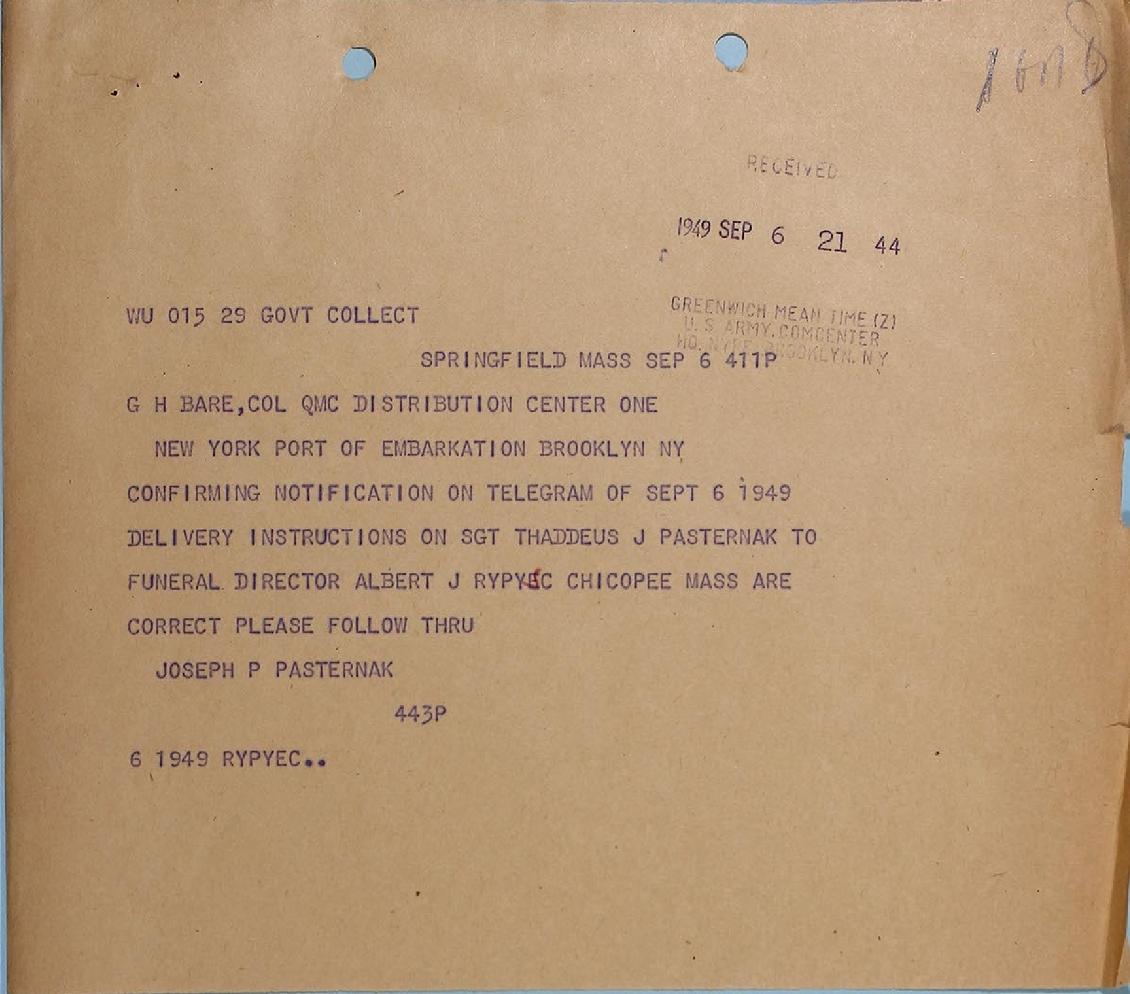 RECEIVED
1949 SEP 6 21 44
GREENWICH MEAN TIME (Z)
U. S ARMY. COMCENTER
HQ. NYPE BROOKLYN. N Y
WU 015 29 GOVT COLLECT
SPRINGFIELD MASS SEP 6 411P
G H BARE,COL QMC DISTRIBUTION CENTER ONE
NEW YORK PORT OF EMBARKATION BROOKLYN NY
CONFIRMING NOTIFICATION ON TELEGRAM OF SEPT 6 1949
DELIVERY INSTRUCTIONS ON SGT THADDEUS J PASTERNAK TO
FUNERAL DIRECTOR ALBERT J RYPYEC CHICOPEE MASS ARE
CORRECT PLEASE FOLLOW THRU
JOSEPH P PASTERNAK
443P
6 1949 RYPYEC..